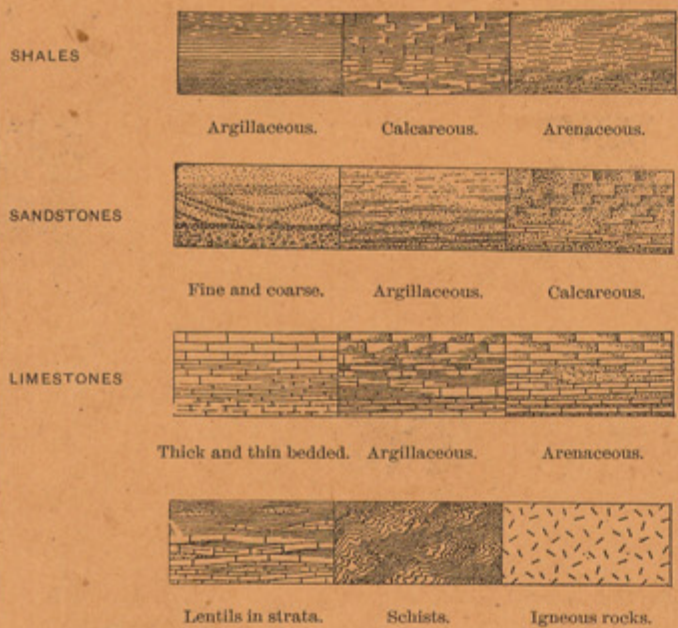 SHALES
Argillaceous. Calcareous. Arenaceous.
SANDSTONES
Fine and coarse. Argillaceous. Calcareous.
LIMESTONES
Thick and thin bedded. Argillaceous. Arenaceous.
Lentils in strata. Schists. Igneous rocks.